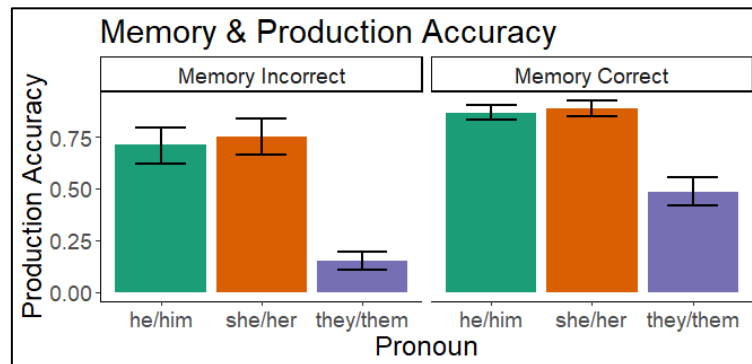 Memory & Production Accuracy
Memory Incorrect
Memory Correct
Production Accuracy
0.75
0.50
0.25
0.00
he/him she/her they/them
he/him she/her they/them
Pronoun